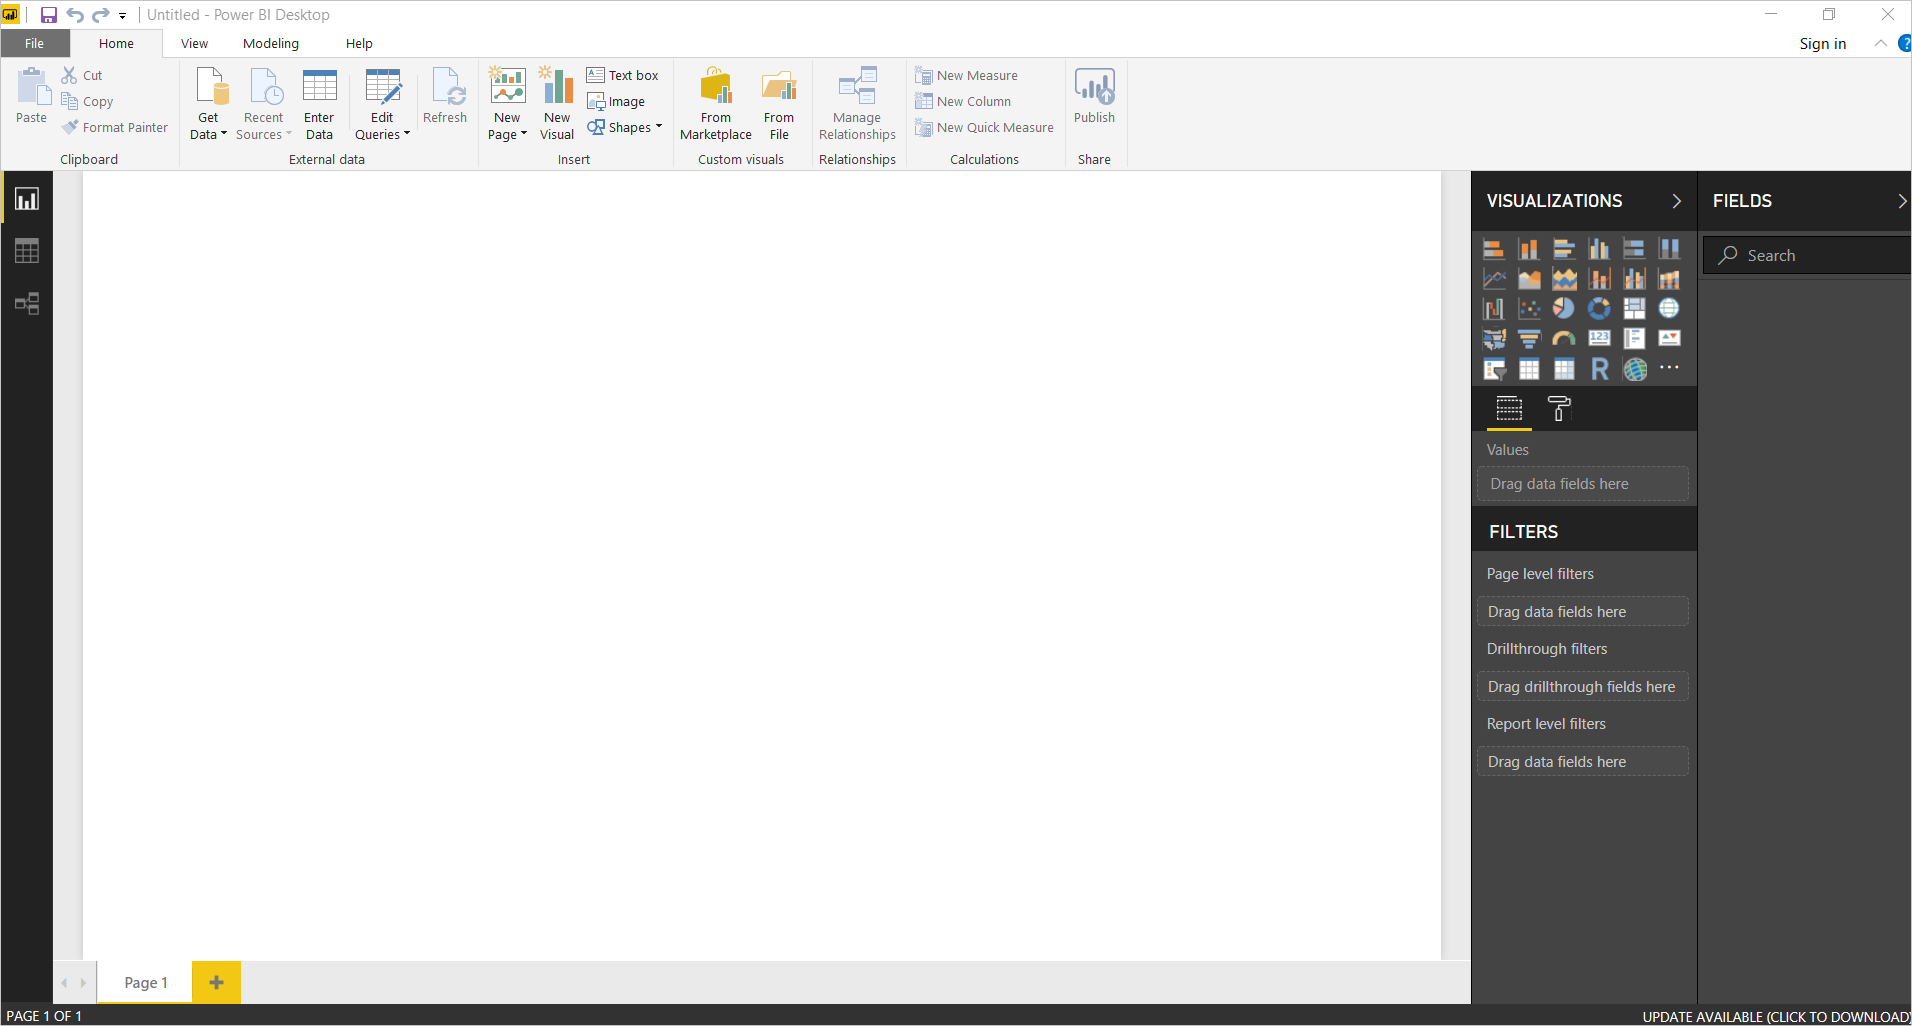 Untitled - Power BI Desktop
File Home View Modeling Help Sign in ?
Paste
Cut
Copy
Format Painter
Clipboard
Get
Data
Recent
Sources
Enter
Data
Edit
Queries
Refresh
External data
New
Page
New
Visual
Text box
Image
Shapes
Insert
From
Marketplace
From
File
Custom visuals
Manage
Relationships
Relationships
New Measure
New Column
New Quick Measure
Calculations
Publish
Share
VISUALIZATIONS
123
R
Values
Drag data fields here
FILTERS
Page level filters
Drag data fields here
Drillthrough filters
Drag drillthrough fields here
Report level filters
Drag data fields here
FIELDS
Search
Page 1
PAGE 1 OF 1
UPDATE AVAILABLE (CLICK TO DOWNLOAD)